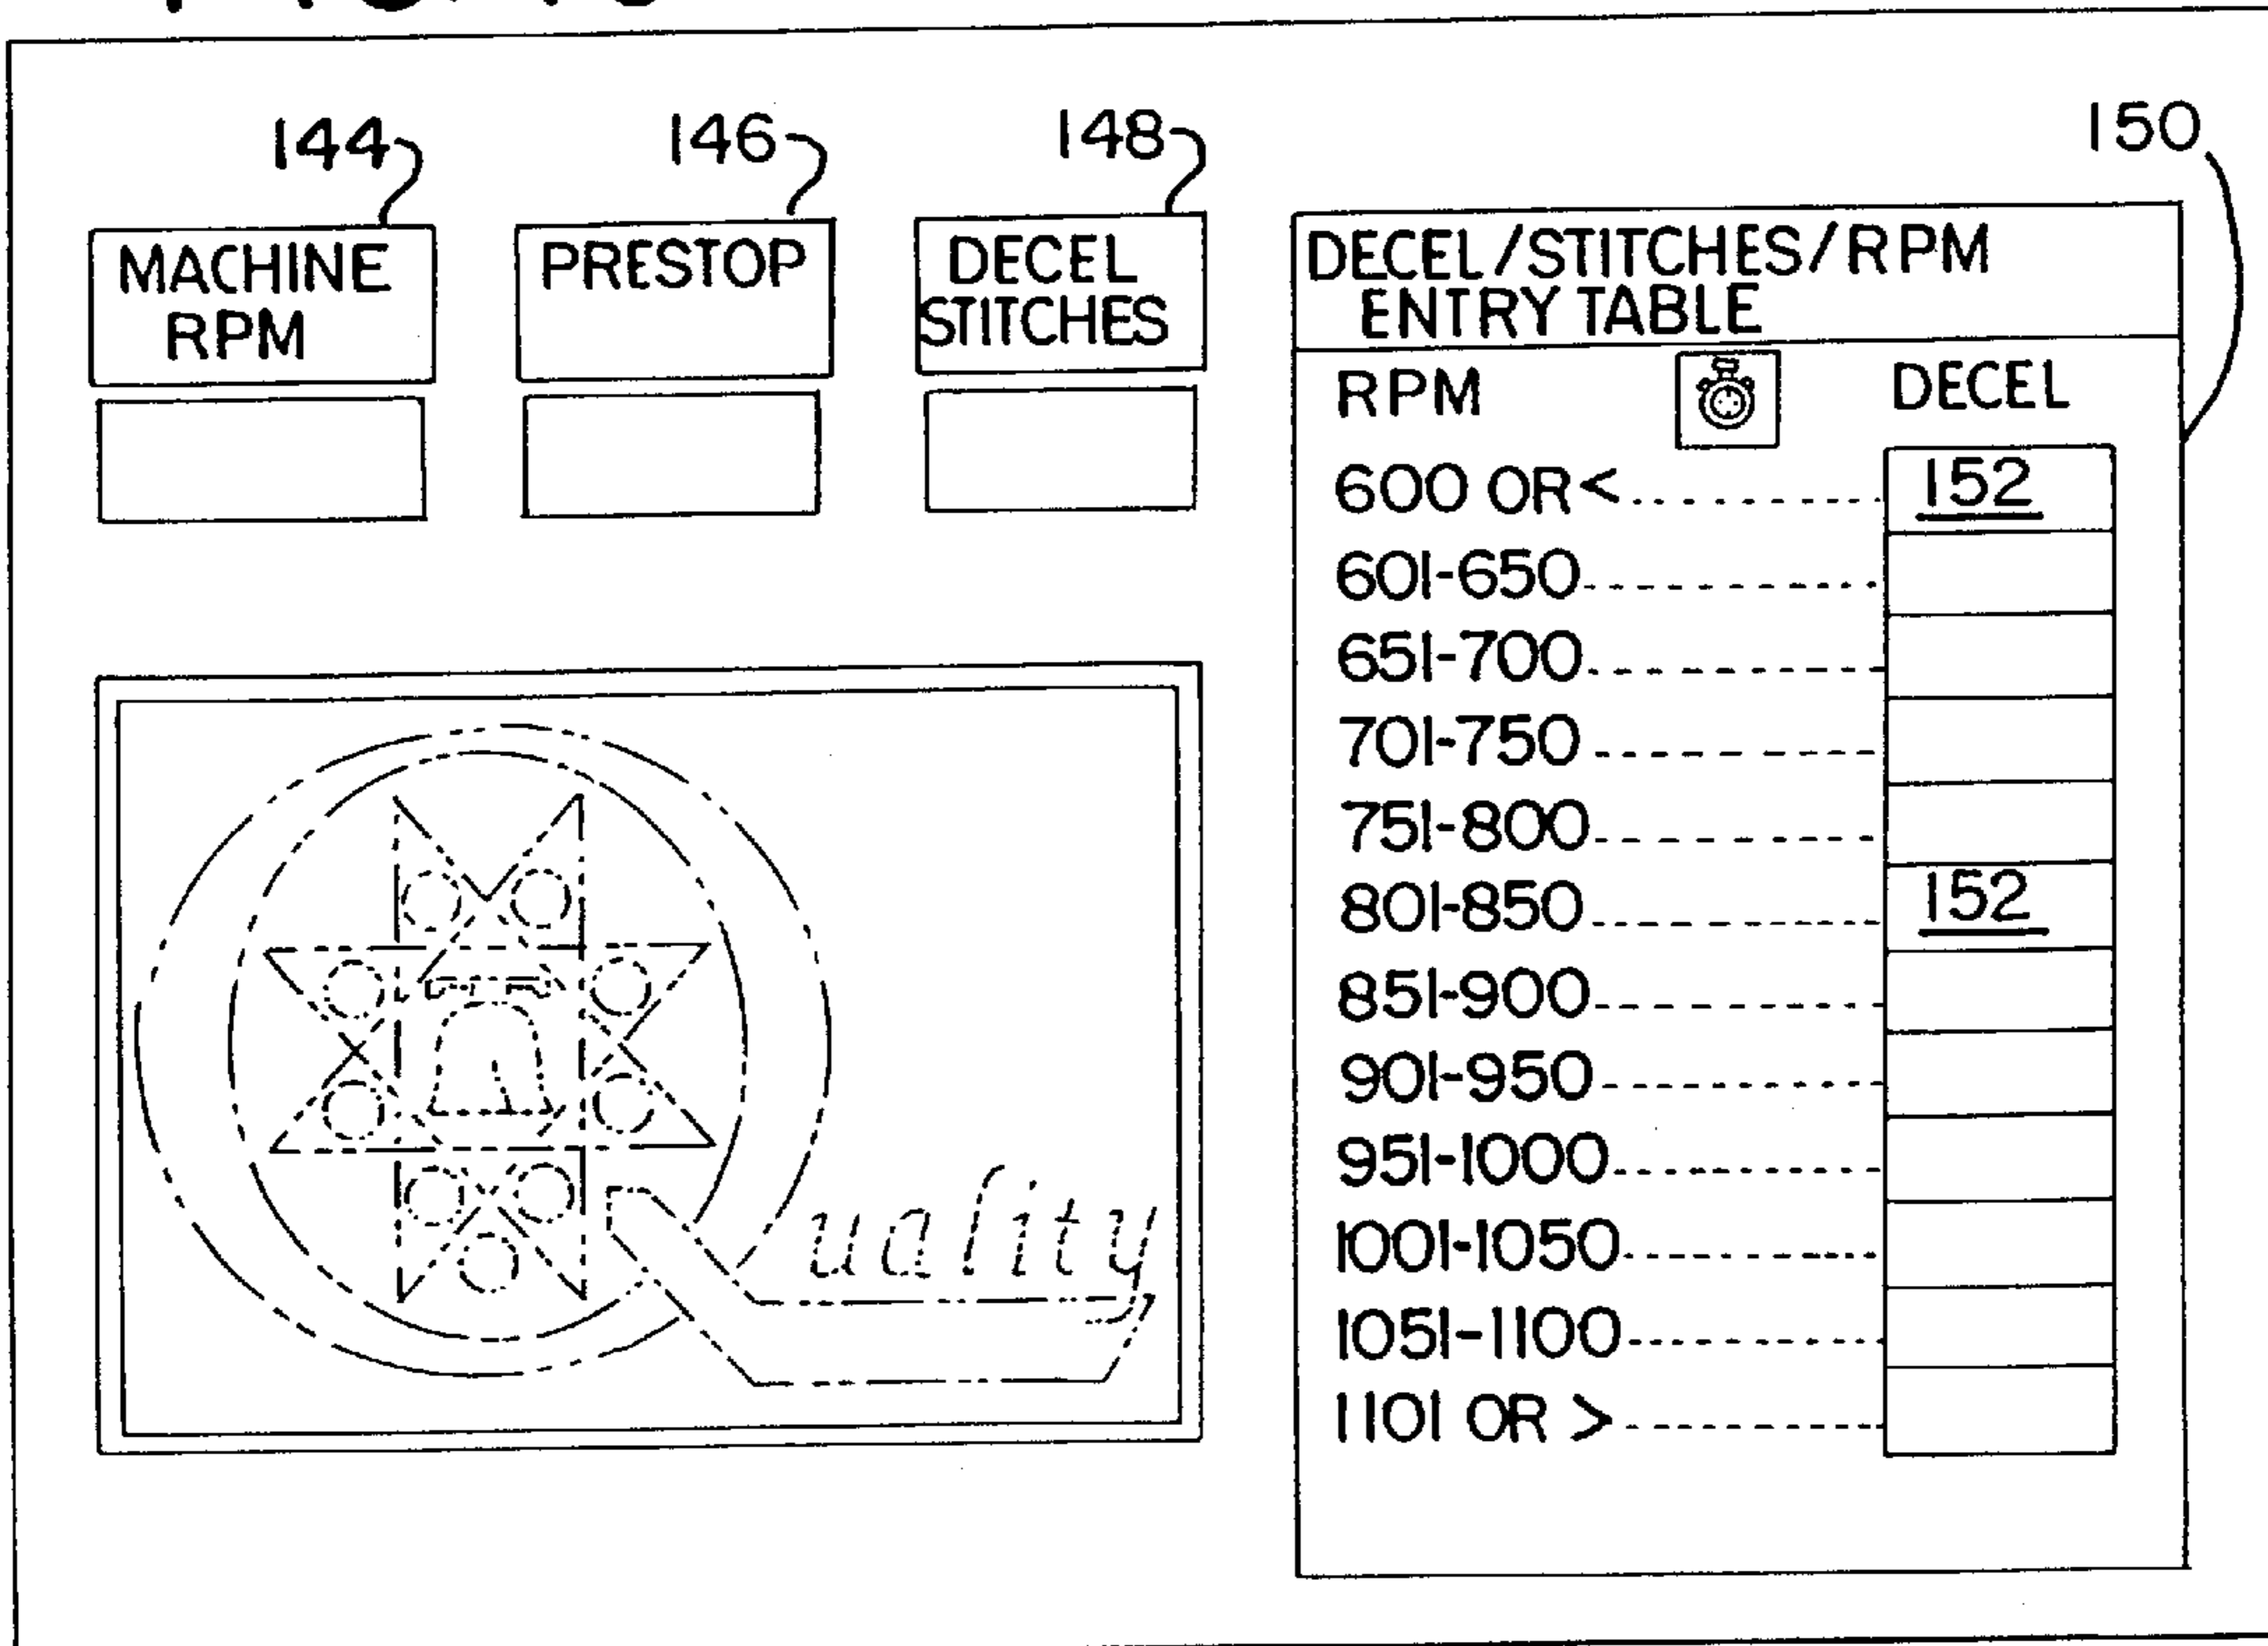 144
146
148
150
MACHINE
RPM
PRESTOP
DECEL
STITCHES
DECEL/STITCHES/RPM
ENTRY TABLE
RPM DECEL
600 OR < 152
601-650
651-700
701-750
751-800
801-850 152
851-900
901-950
951-1000
1001-1050
1051-1100
1101 OR >
uality